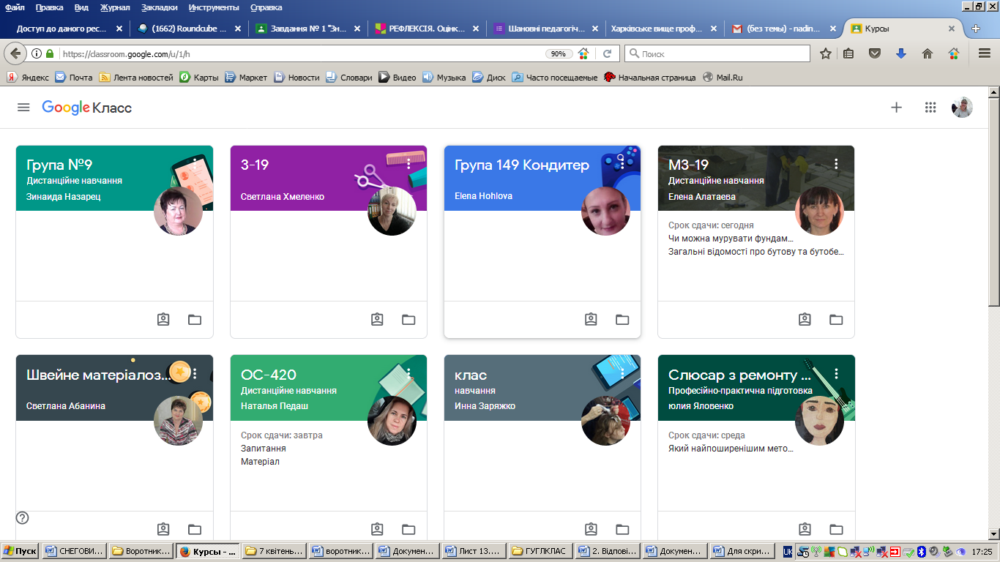 Файл Правка Вид Журнал Закладки Инструменты Справка
Доступ до даного рес...
(1662) Roundcube ...
Завдання № 1 "Зн...
РЕФЛЕКСІЯ. Оцінк...
Шановні педагогіч...
Харківське вище проф...
(без темы) - nadin...
Курсы
https://classroom.google.com/u/1/h
90%
Поиск
Яндекс Почта Лента новостей Карты Маркет Новости Словари Видео Музыка Диск Часто посещаемые Начальная страница Mail.Ru
Google Класс
Група №9
Дистанційне навчання
Зинаида Назарец
З-19
Светлана Хмеленко
Група 149 Кондитер
Elena Hohlova
МЗ-19
Дистанційне навчання
Елена Алатаева
Срок сдачи: сегодня
Чи можна мурувати фундам...
Загальні відомості про бутову та бутобе...
Швейне матеріалоз...
Светлана Абанина
ОС-420
Дистанційне навчання
Наталья Педаш
Срок сдачи: завтра
Запитання
Матеріал
клас
навчання
Инна Заряжко
Слюсар з ремонту ...
Професійно-практична підготовка
юлия Яловенко
Срок сдачи: среда
Який найпоширенішим мето...
Пуск
СНЕГОВИ...
Воротник...
Курсы - ...
7 квітень...
воротник...
Докумен...
Лист 13....
ГУГЛКЛАС
2. Відпові...
Докумен...
Для скри...
UK
17:25